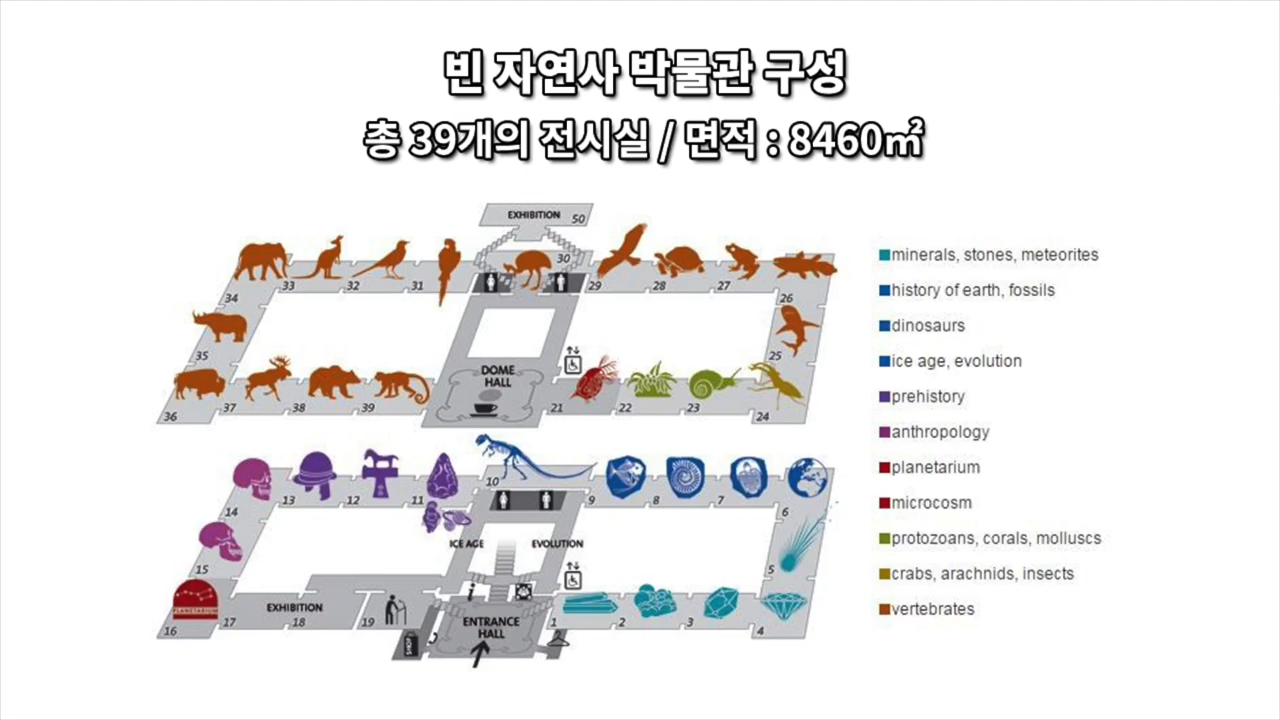 빈 자연사 박물관 구성
총 39개의 전시실 / 면적 : 8460㎡
EXHIBITION 50
30
33 32 31 29 28 27
34 26
35 25
DOME HALL
36 37 38 39 21 22 23 24
10
13 12 11 9 8 7
14 6
ICE AGE EVOLUTION
15 5
PLANETARIUM
EXHIBITION
ENTRANCE HALL
16 17 18 19 1 2 3 4
SHOP
minerals, stones, meteorites
history of earth, fossils
dinosaurs
ice age, evolution
prehistory
anthropology
planetarium
microcosm
protozoans, corals, molluscs
crabs, arachnids, insects
vertebrates